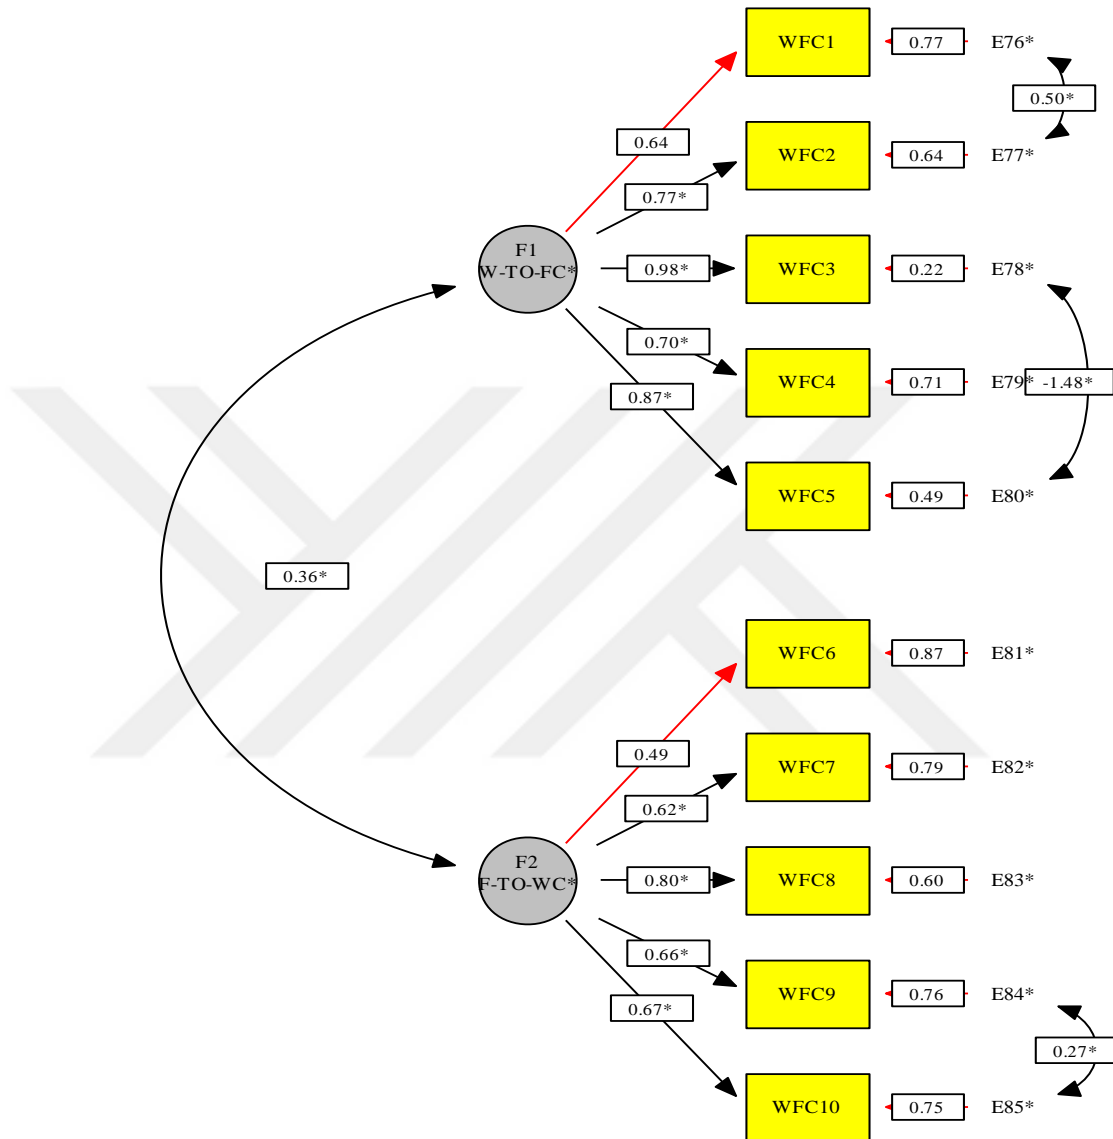 WFC1
0.77
E76*
0.50*
0.64
WFC2
0.64
E77*
0.77*
F1
W-TO-FC*
0.98*
WFC3
0.22
E78*
0.70*
WFC4
0.71
E79*
-1.48*
0.87*
WFC5
0.49
E80*
0.36*
WFC6
0.87
E81*
0.49
WFC7
0.79
E82*
0.62*
F2
F-TO-WC*
0.80*
WFC8
0.60
E83*
0.66*
WFC9
0.76
E84*
0.67*
0.27*
WFC10
0.75
E85*